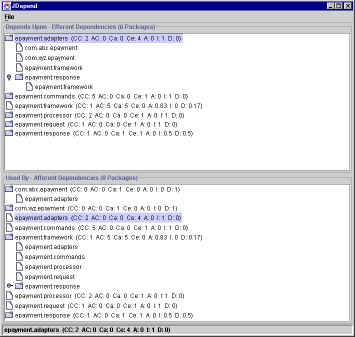 JDepend
File
Depends Upon - Efferent Dependencies (6 Packages)
epayment.adapters (CC: 2 AC: 0 Ca: 0 Ce: 4 A: 0 I: 1 D: 0)
com.abc.epayment
com.xyz.epayment
epayment.framework
epayment.response
epayment.framework
epayment.commands (CC: 5 AC: 0 Ca: 0 Ce: 1 A: 0 I: 1 D: 0)
epayment.framework (CC: 1 AC: 5 Ca: 5 Ce: 0 A: 0.83 I: 0 D: 0.17)
epayment.processor (CC: 2 AC: 0 Ca: 0 Ce: 1 A: 0 I: 1 D: 0)
epayment.request (CC: 1 AC: 0 Ca: 0 Ce: 1 A: 0 I: 1 D: 0)
epayment.response (CC: 1 AC: 0 Ca: 1 Ce: 1 A: 0 I: 0.5 D: 0.5)
Used By - Afferent Dependencies (8 Packages)
com.abc.epayment (CC: 0 AC: 0 Ca: 1 Ce: 0 A: 0 I: 0 D: 1)
epayment.adapters
com.xyz.epayment (CC: 0 AC: 0 Ca: 1 Ce: 0 A: 0 I: 0 D: 1)
epayment.adapters (CC: 2 AC: 0 Ca: 0 Ce: 4 A: 0 I: 1 D: 0)
epayment.commands (CC: 5 AC: 0 Ca: 0 Ce: 1 A: 0 I: 1 D: 0)
epayment.framework (CC: 1 AC: 5 Ca: 5 Ce: 0 A: 0.83 I: 0 D: 0.17)
epayment.adapters
epayment.commands
epayment.processor
epayment.request
epayment.response
epayment.processor (CC: 2 AC: 0 Ca: 0 Ce: 1 A: 0 I: 1 D: 0)
epayment.request (CC: 1 AC: 0 Ca: 0 Ce: 1 A: 0 I: 1 D: 0)
epayment.response (CC: 1 AC: 0 Ca: 1 Ce: 1 A: 0 I: 0.5 D: 0.5)
epayment.adapters (CC: 2 AC: 0 Ca: 0 Ce: 4 A: 0 I: 1 D: 0)